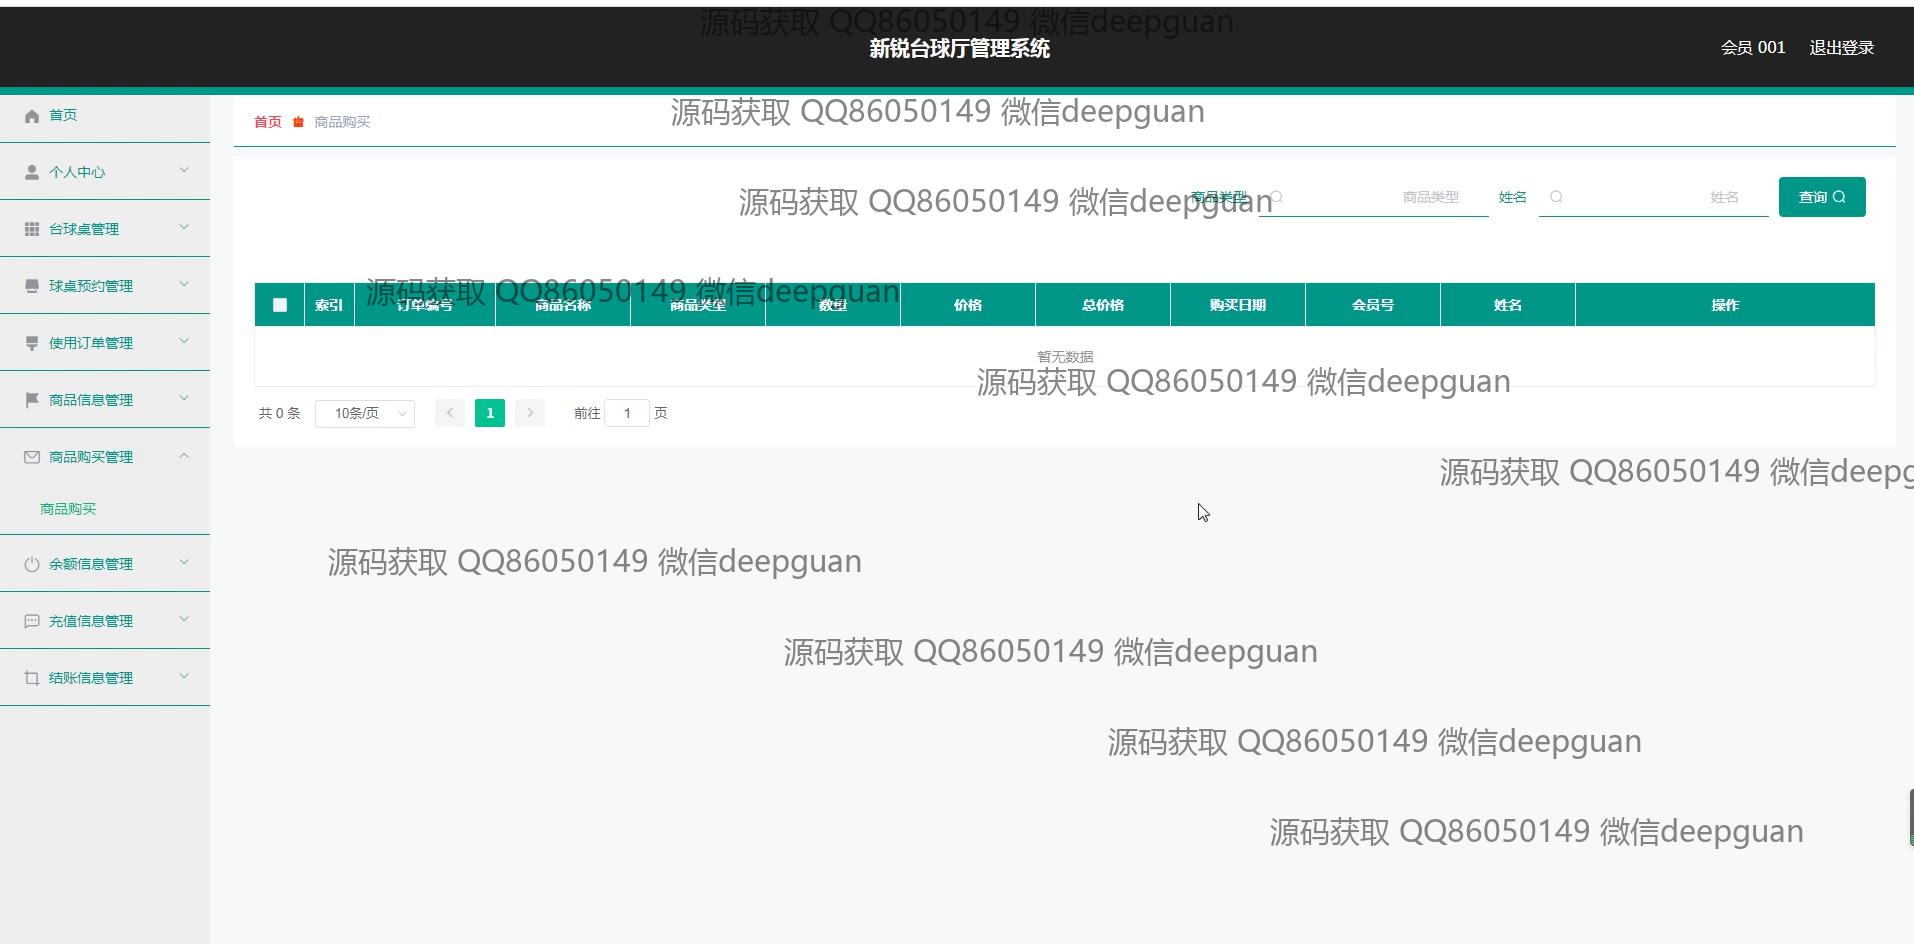 源码获取 QQ86050149 微信deepguan
新锐台球厅管理系统
会员 001 退出登录
首页
个人中心
台球桌管理
球桌预约管理
使用订单管理
商品信息管理
商品购买管理
商品购买
余额信息管理
充值信息管理
结账信息管理
首页 商品购买
源码获取 QQ86050149 微信deepguan
源码获取 QQ86050149 微信deepguan
商品类型 商品类型 姓名 姓名 查询
源码获取 QQ86050149 微信deepguan
索引 订单编号 商品名称 商品类型 数量 价格 总价格 购买日期 会员号 姓名 操作
暂无数据
源码获取 QQ86050149 微信deepguan
共 0 条 10条/页 1 前往 1 页
源码获取 QQ86050149 微信deepg
源码获取 QQ86050149 微信deepguan
源码获取 QQ86050149 微信deepguan
源码获取 QQ86050149 微信deepguan
源码获取 QQ86050149 微信deepguan